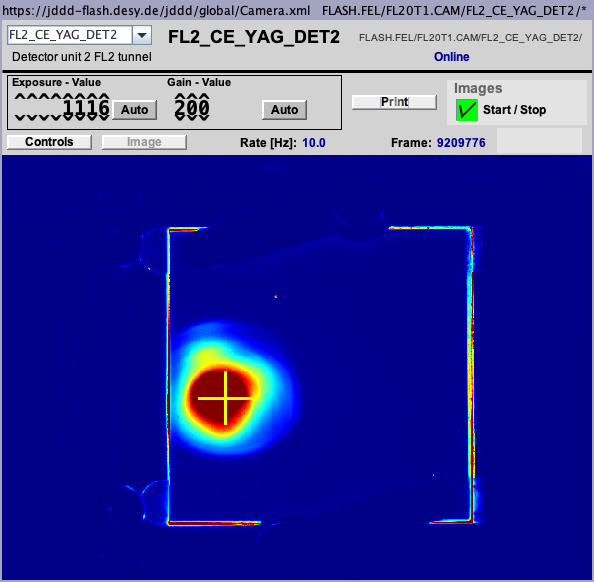 https://jddd-flash.desy.de/jddd/global/Camera.xml FLASH.FEL/FL20T1.CAM/FL2_CE_YAG_DET2/*
FL2_CE_YAG_DET2 FL2_CE_YAG_DET2 FLASH.FEL/FL20T1.CAM/FL2_CE_YAG_DET2/
Detector unit 2 FL2 tunnel Online
Exposure - Value Gain - Value Images
1116 Auto 200 Auto Print Start / Stop
Controls Image Rate [Hz]: 10.0 Frame: 9209776